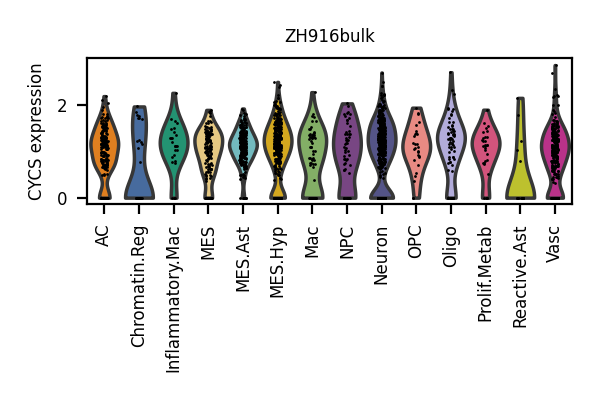 ZH916bulk
CYCS expression
2
0
AC
Chromatin.Reg
Inflammatory.Mac
MES
MES.Ast
MES.Hyp
Mac
NPC
Neuron
OPC
Oligo
Prolif.Metab
Reactive.Ast
Vasc